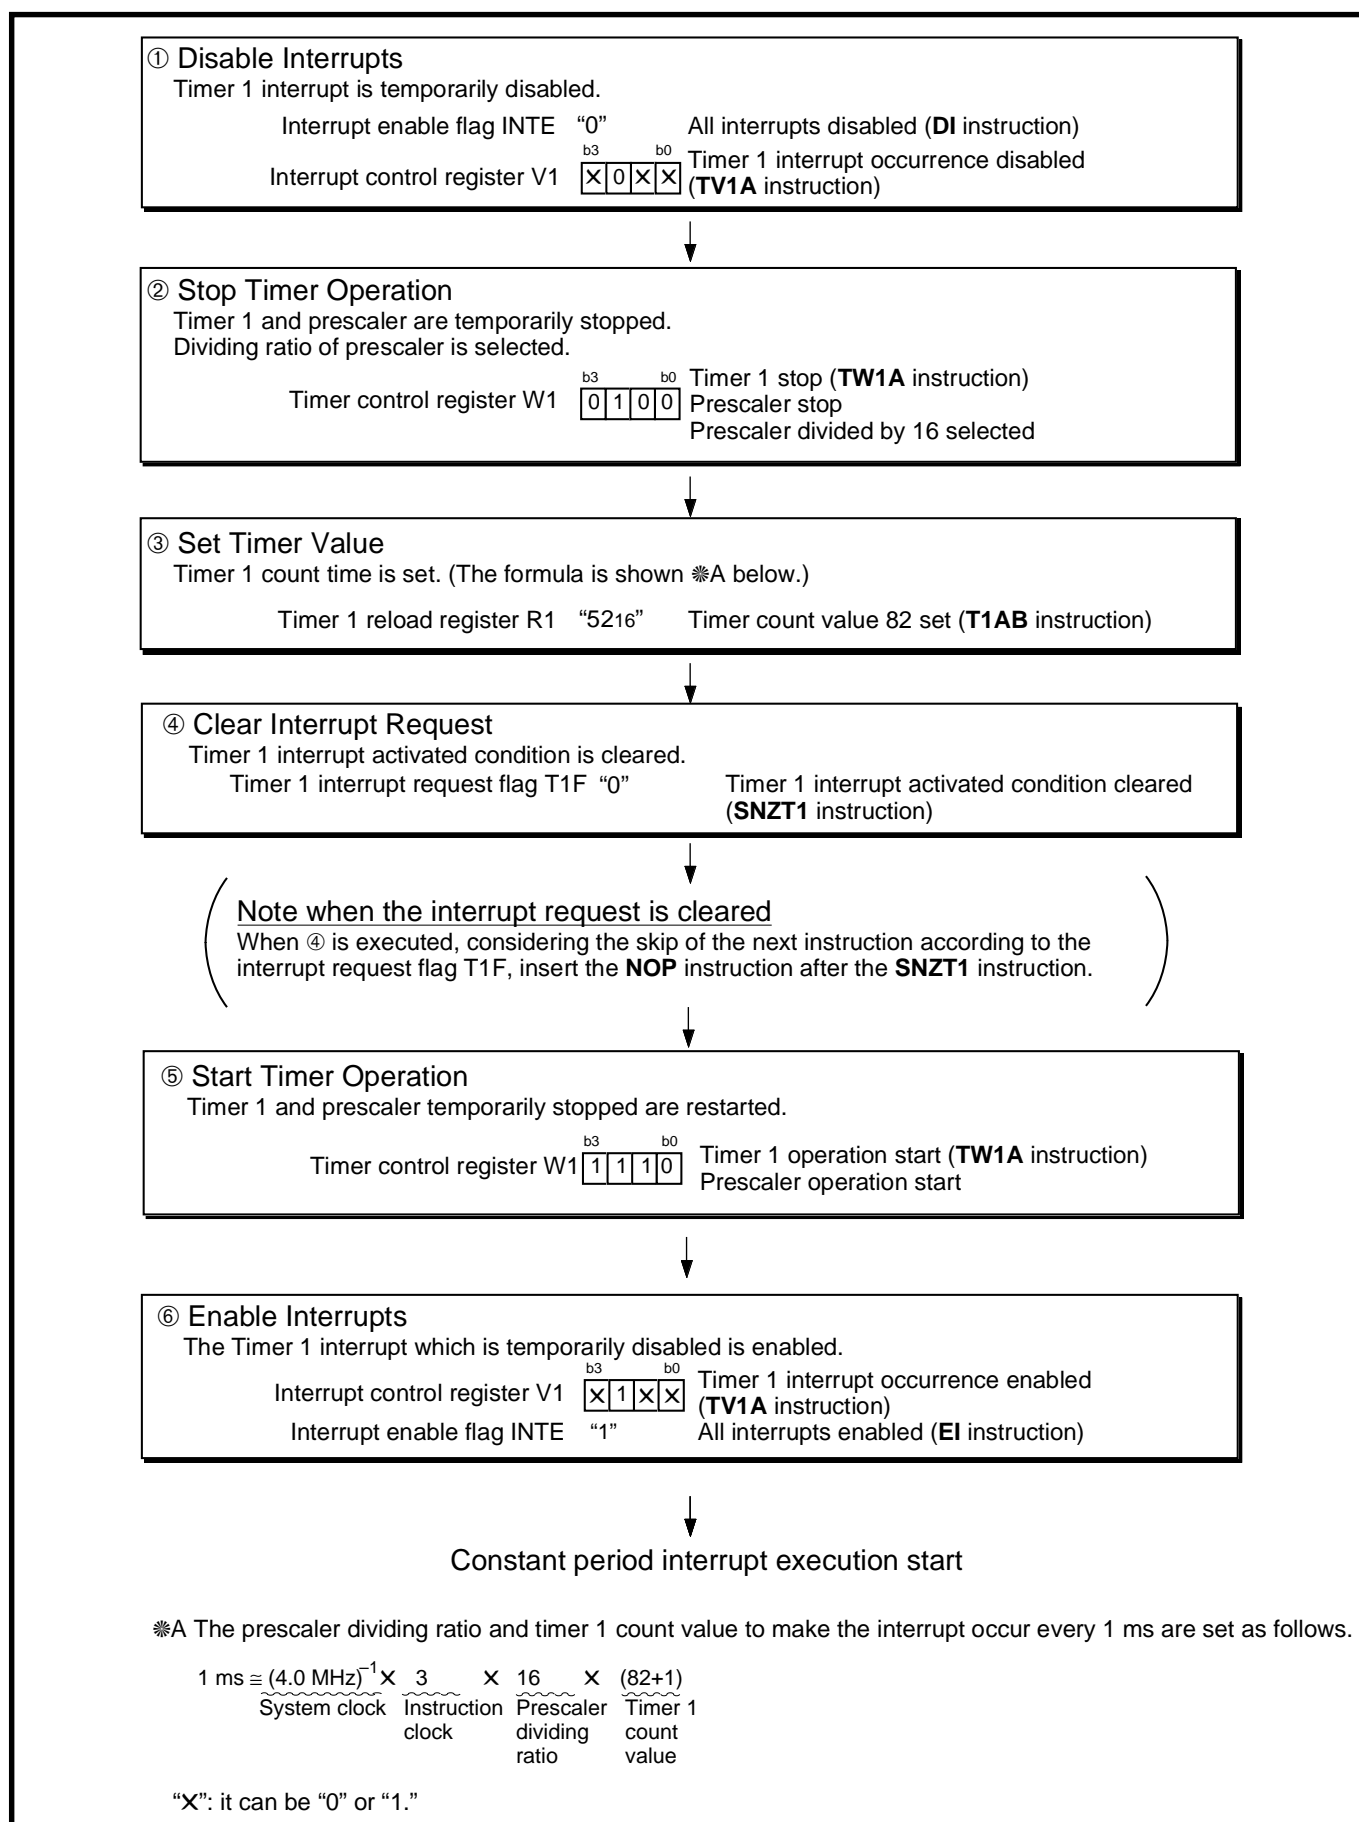 ① Disable Interrupts
Timer 1 interrupt is temporarily disabled.
Interrupt enable flag INTE “0” All interrupts disabled (DI instruction)
b3 b0
Interrupt control register V1 X 0 X X Timer 1 interrupt occurrence disabled
(TV1A instruction)
② Stop Timer Operation
Timer 1 and prescaler are temporarily stopped.
Dividing ratio of prescaler is selected.
b3 b0
Timer control register W1 0 1 0 0 Timer 1 stop (TW1A instruction)
Prescaler stop
Prescaler divided by 16 selected
③ Set Timer Value
Timer 1 count time is set. (The formula is shown ❋A below.)
Timer 1 reload register R1 “5216” Timer count value 82 set (T1AB instruction)
④ Clear Interrupt Request
Timer 1 interrupt activated condition is cleared.
Timer 1 interrupt request flag T1F “0” Timer 1 interrupt activated condition cleared
(SNZT1 instruction)
Note when the interrupt request is cleared
When ④ is executed, considering the skip of the next instruction according to the
interrupt request flag T1F, insert the NOP instruction after the SNZT1 instruction.
⑤ Start Timer Operation
Timer 1 and prescaler temporarily stopped are restarted.
b3 b0
Timer control register W1 1 1 1 0 Timer 1 operation start (TW1A instruction)
Prescaler operation start
⑥ Enable Interrupts
The Timer 1 interrupt which is temporarily disabled is enabled.
b3 b0
Interrupt control register V1 X 1 X X Timer 1 interrupt occurrence enabled
(TV1A instruction)
Interrupt enable flag INTE “1” All interrupts enabled (EI instruction)
Constant period interrupt execution start
❋A The prescaler dividing ratio and timer 1 count value to make the interrupt occur every 1 ms are set as follows.
1 ms ≅ (4.0 MHz)–1 X 3 X 16 X (82+1)
System clock Instruction Prescaler Timer 1
clock dividing count
ratio value
“X”: it can be “0” or “1.”